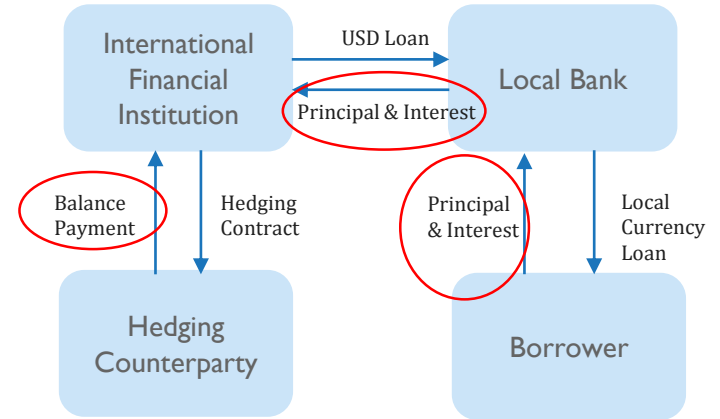 International
Financial
Institution
USD Loan
Principal & Interest
Local Bank
Balance
Payment
Hedging
Contract
Principal
& Interest
Local
Currency
Loan
Hedging
Counterparty
Borrower